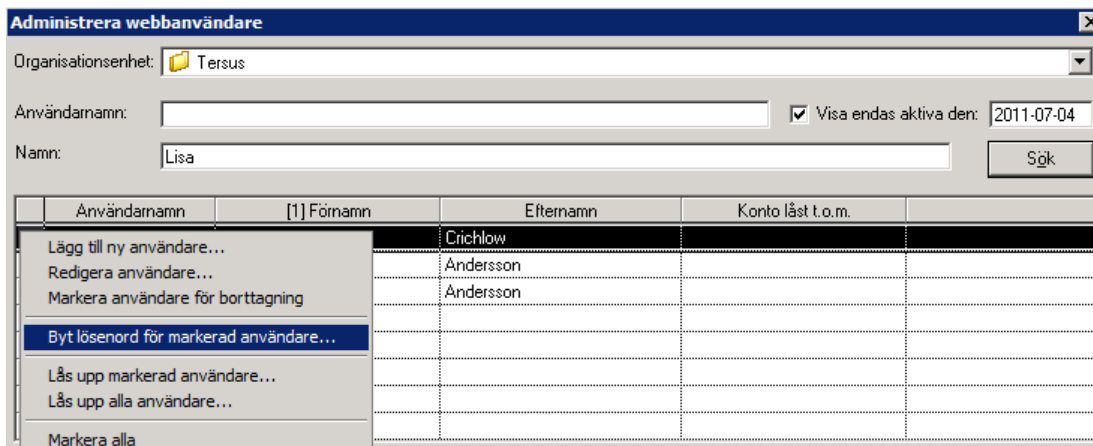 Administrera webbanvändare
Organisationsenhet: Tersus
Användarnamn: Visa endas aktiva den: 2011-07-04
Namn: Lisa Sök
Användarnamn [1] Förnamn Efternamn Konto låst t.o.m.
Crichlow
Lägg till ny användare...
Andersson
Redigera användare...
Andersson
Markera användare för borttagning
Byt lösenord för markerad användare...
Lås upp markerad användare...
Lås upp alla användare...
Markera alla